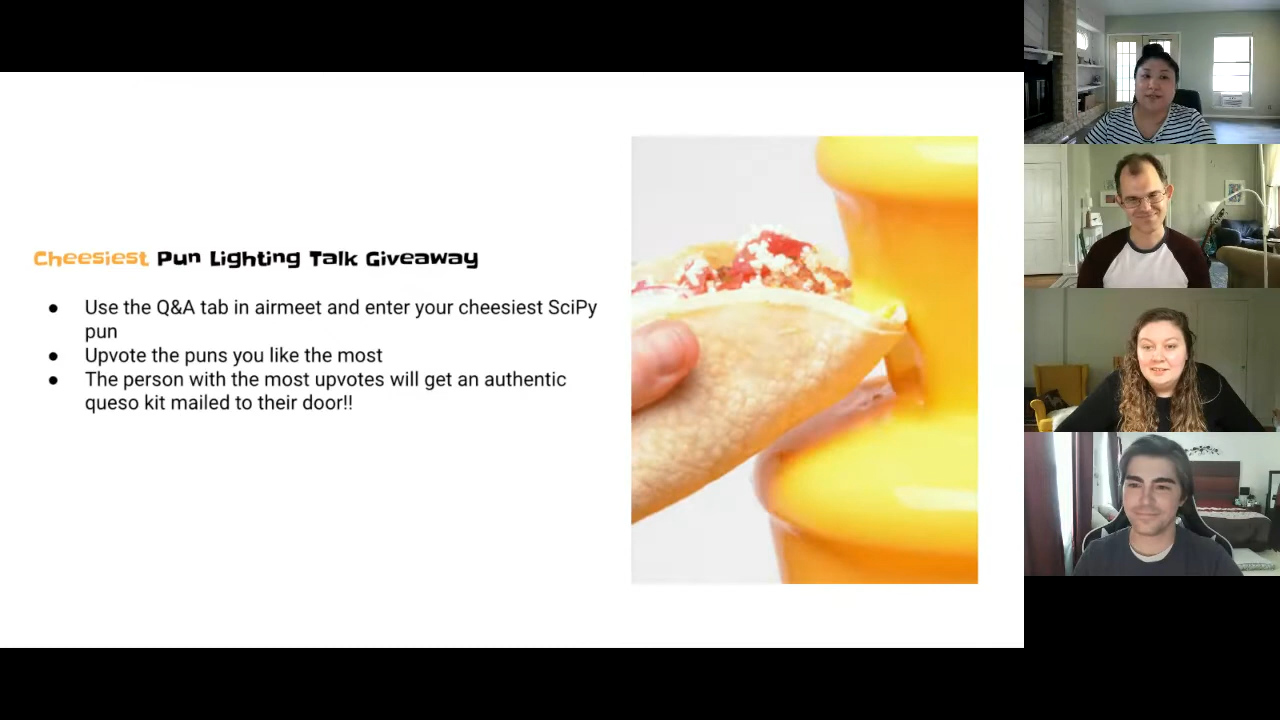 Cheesiest Pun Lighting Talk Giveaway
● Use the Q&A tab in airmeet and enter your cheesiest SciPy
pun
● Upvote the puns you like the most
● The person with the most upvotes will get an authentic
queso kit mailed to their door!!